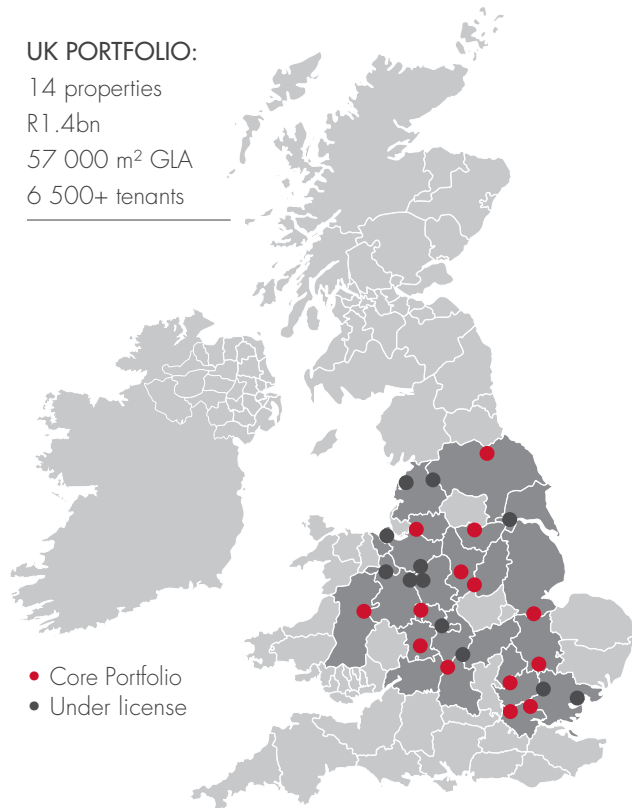 UK PORTFOLIO:
14 properties
R1.4bn
57 000 m² GLA
6 500+ tenants
Core Portfolio
Under license